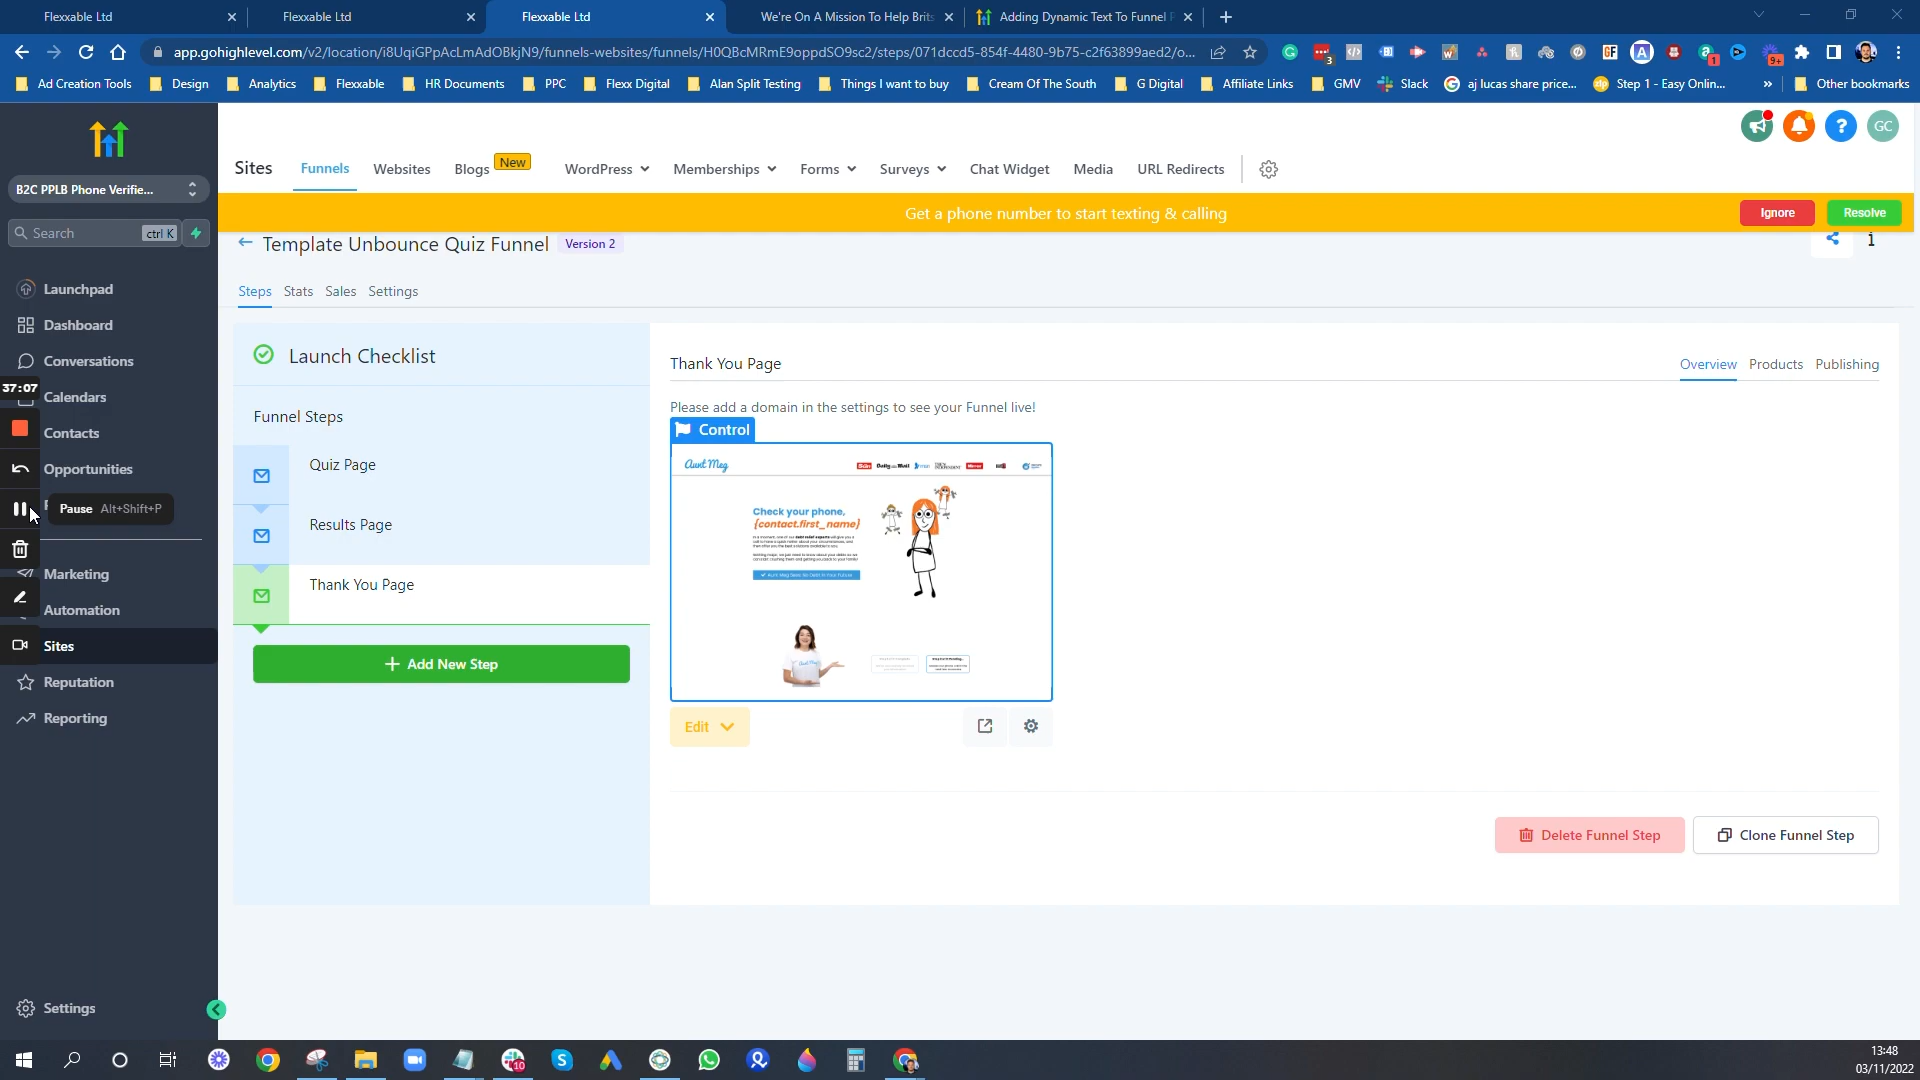 Flexxable Ltd
Flexxable Ltd
Flexxable Ltd
We're On A Mission To Help Brits
Adding Dynamic Text To Funnel P
app.gohighlevel.com/v2/location/i8UqiGPpAcLmAdOBkjN9/funnels-websites/funnels/H0QBcMRmE9oppdSO9sc2/steps/071dccd5-854f-4480-9b75-c2f63899aed2/o...
3
1
9+
Ad Creation Tools
Design
Analytics
Flexxable
HR Documents
PPC
Flexx Digital
Alan Split Testing
Things I want to buy
Cream Of The South
G Digital
Affiliate Links
GMV
Slack
aj lucas share price...
Step 1 - Easy Onlin...
»
Other bookmarks
GC
Sites
Funnels
Websites
Blogs
New
WordPress
Memberships
Forms
Surveys
Chat Widget
Media
URL Redirects
B2C PPLB Phone Verifie...
Get a phone number to start texting & calling
Ignore
Resolve
Search
ctrl K
Template Unbounce Quiz Funnel
Version 2
Steps
Stats
Sales
Settings
Launchpad
Dashboard
Conversations
37:07
Calendars
Contacts
Opportunities
Pause Alt+Shift+P
Marketing
Automation
Sites
Reputation
Reporting
Settings
Launch Checklist
Funnel Steps
Quiz Page
Results Page
Thank You Page
+ Add New Step
Thank You Page
Overview
Products
Publishing
Please add a domain in the settings to see your Funnel live!
Control
Aunt Meg
Daily Mail
Check your phone,
{contact.first_name}
Edit
Delete Funnel Step
Clone Funnel Step
10
13:48
03/11/2022